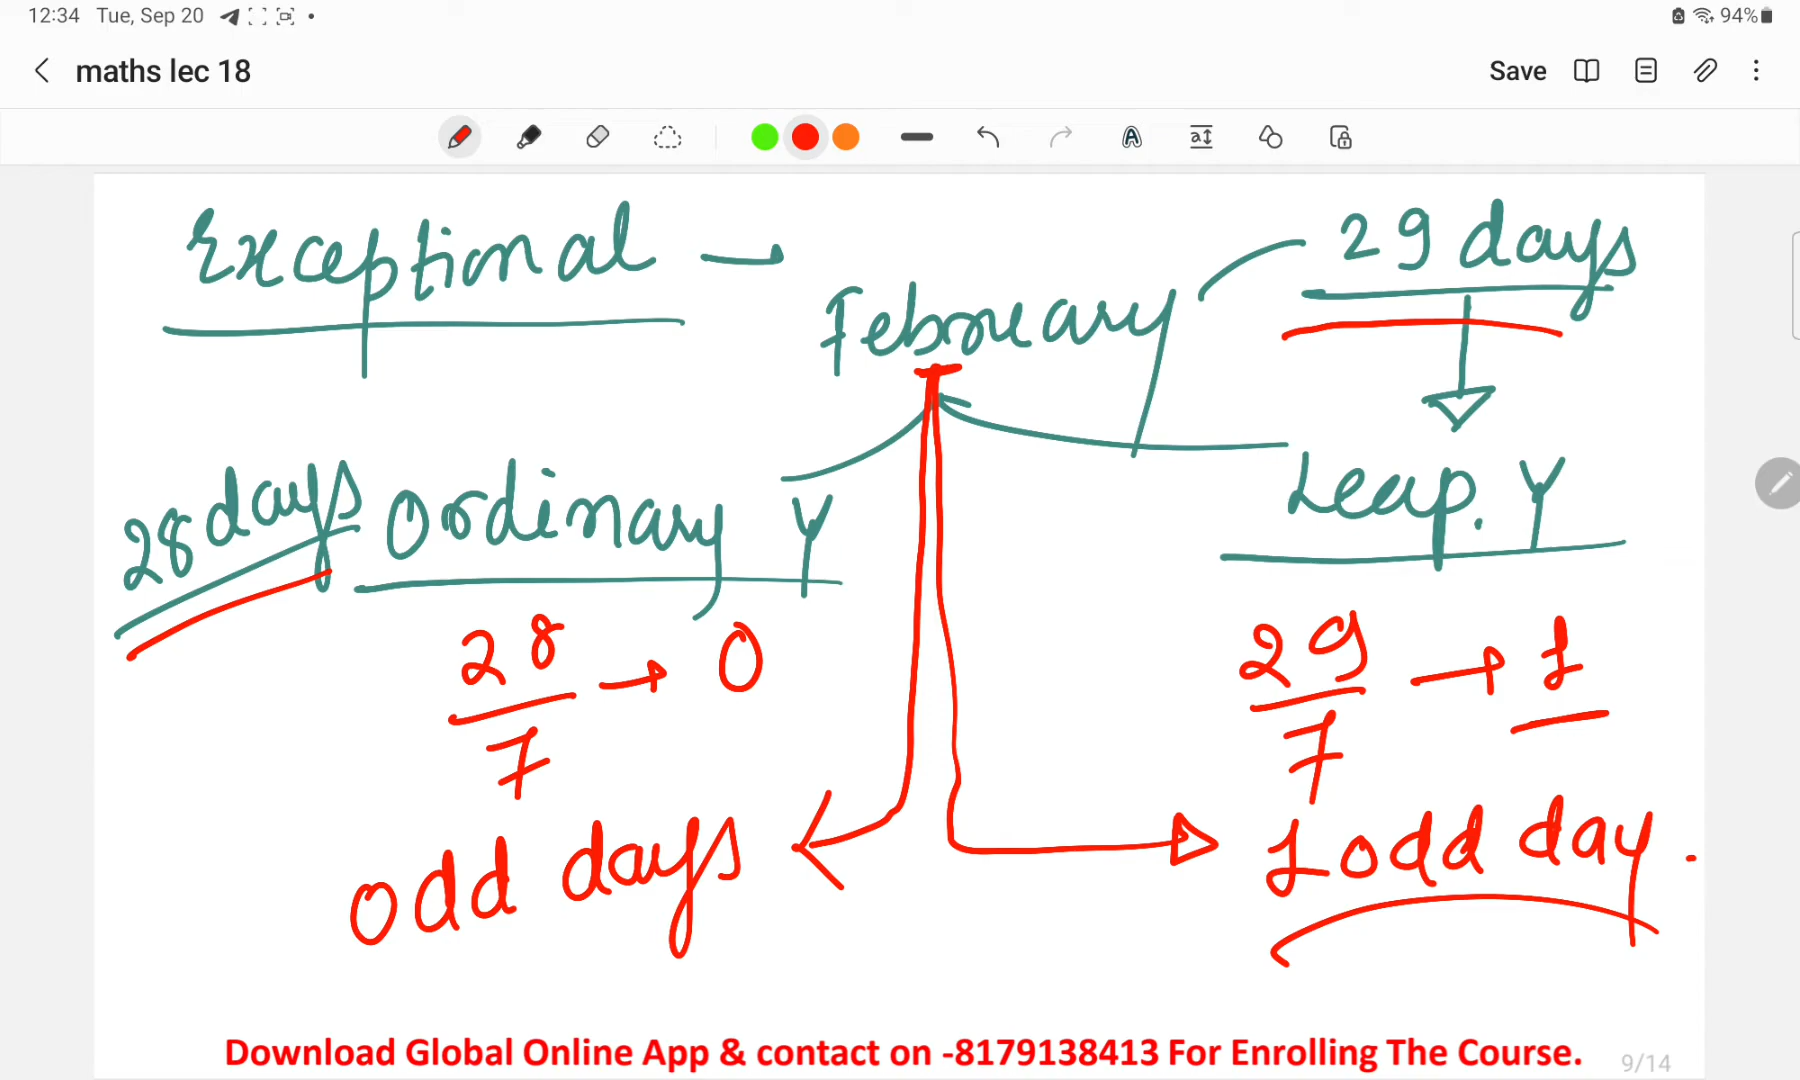 12:34 Tue, Sep 20 94%
maths lec 18
Save
Exceptional → 29 days
February
28 days Ordinary Y Leap. Y
28/7 → 0 29/7 → 1
odd days 1 odd day.
Download Global Online App & contact on -8179138413 For Enrolling The Course.
9/14